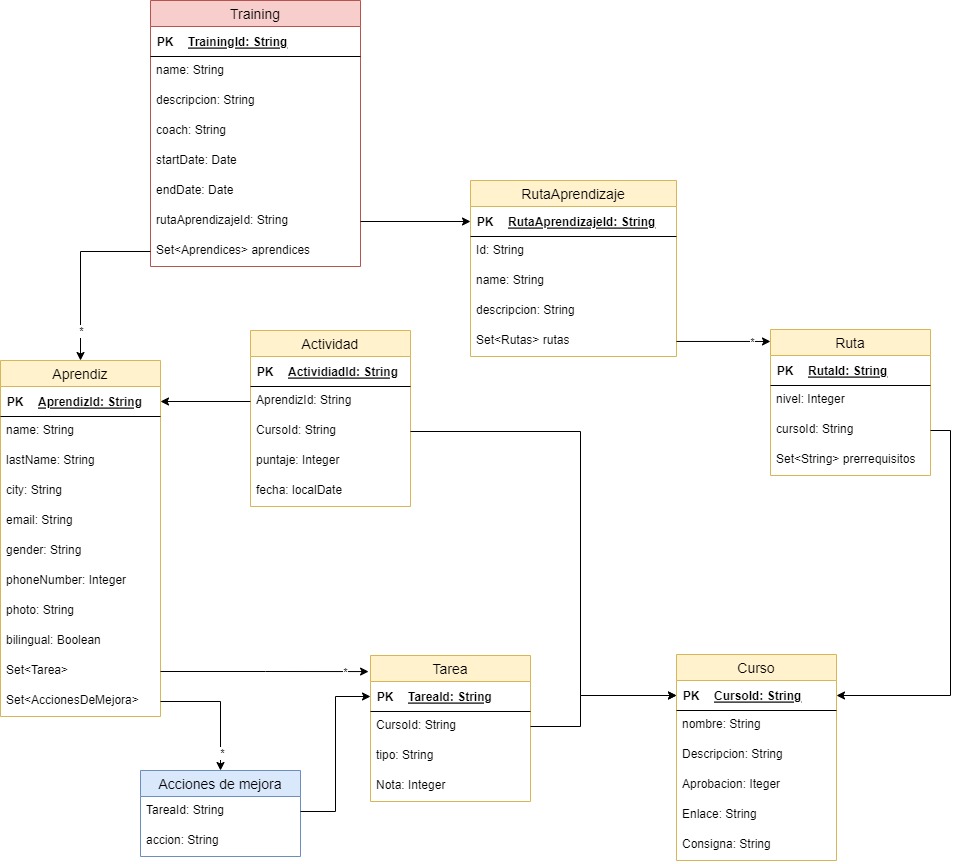 Training
PK TrainingId: String
name: String
descripcion: String
coach: String
startDate: Date
endDate: Date
rutaAprendizajeId: String
Set<Aprendices> aprendices
RutaAprendizaje
PK RutaAprendizajeId: String
Id: String
name: String
descripcion: String
Set<Rutas> rutas
*
*
Ruta
PK RutaId: String
nivel: Integer
cursoId: String
Set<String> prerrequisitos
Actividad
PK ActividiadId: String
AprendizId: String
CursoId: String
puntaje: Integer
fecha: localDate
Aprendiz
PK AprendizId: String
name: String
lastName: String
city: String
email: String
gender: String
phoneNumber: Integer
photo: String
bilingual: Boolean
Set<Tarea>
Set<AccionesDeMejora>
*
*
Tarea
PK TareaId: String
CursoId: String
tipo: String
Nota: Integer
Curso
PK CursoId: String
nombre: String
Descripcion: String
Aprobacion: Iteger
Enlace: String
Consigna: String
Acciones de mejora
TareaId: String
accion: String